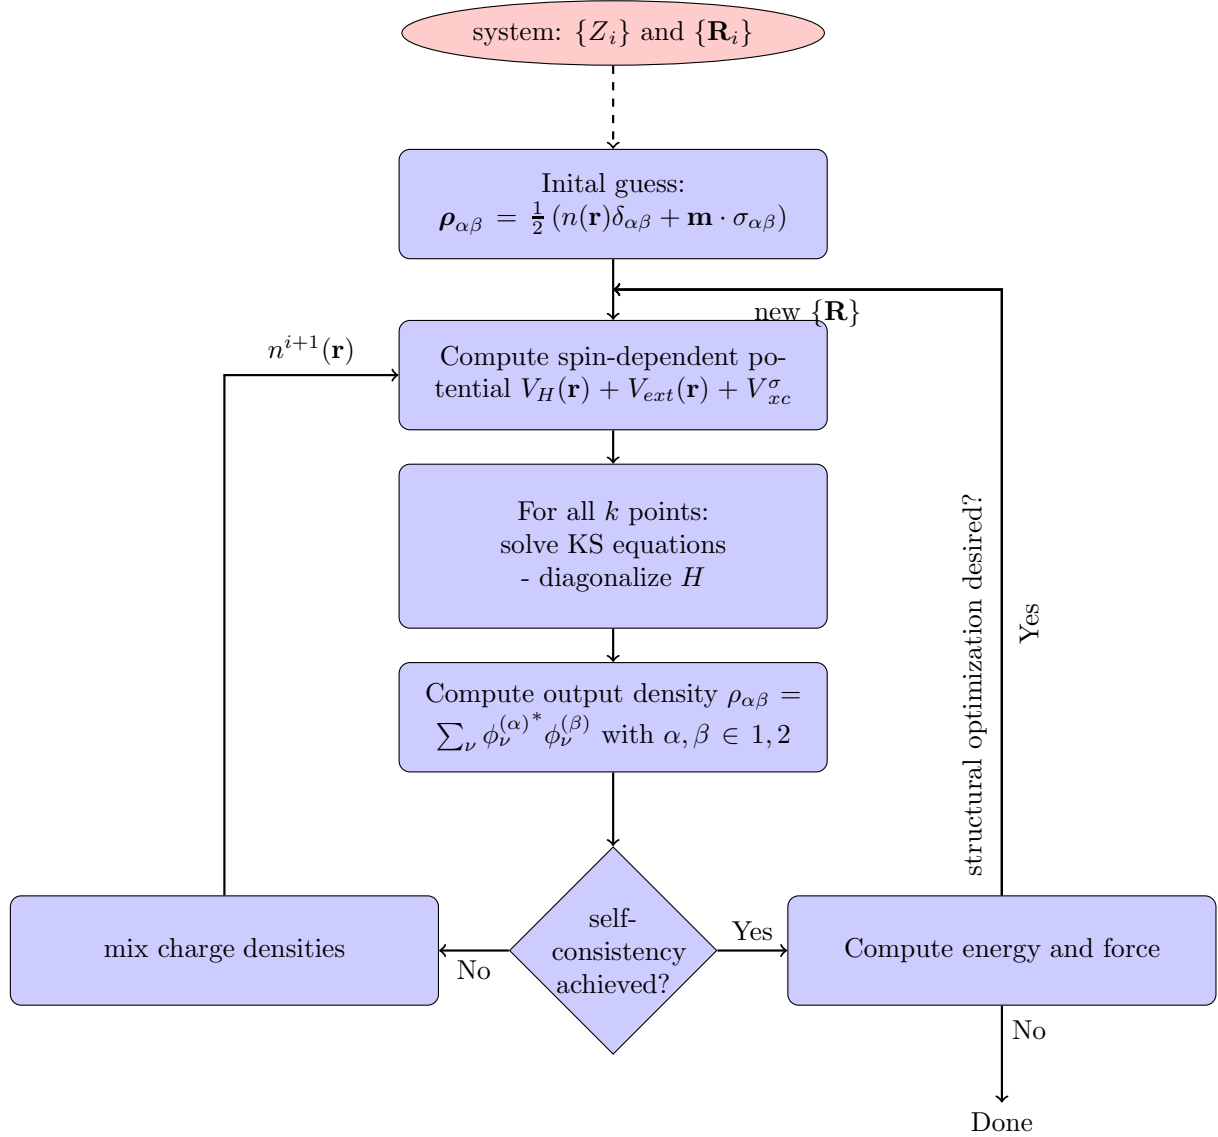 system: {Z_i} and {𝐑_i}
Inital guess:
𝝆_αβ = ½ (n(𝐫)δ_αβ + 𝐦 · σ_αβ)
new {𝐑}
n^{i+1}(𝐫)
Compute spin-dependent po-
tential V_H(𝐫) + V_ext(𝐫) + V^σ_xc
For all k points:
solve KS equations
- diagonalize H
structural optimization desired?
Yes
Compute output density ρ_αβ =
∑_ν ϕ_ν^{(α)*} ϕ_ν^{(β)} with α, β ∈ 1, 2
mix charge densities
No
self-
consistency
achieved?
Yes
Compute energy and force
No
Done